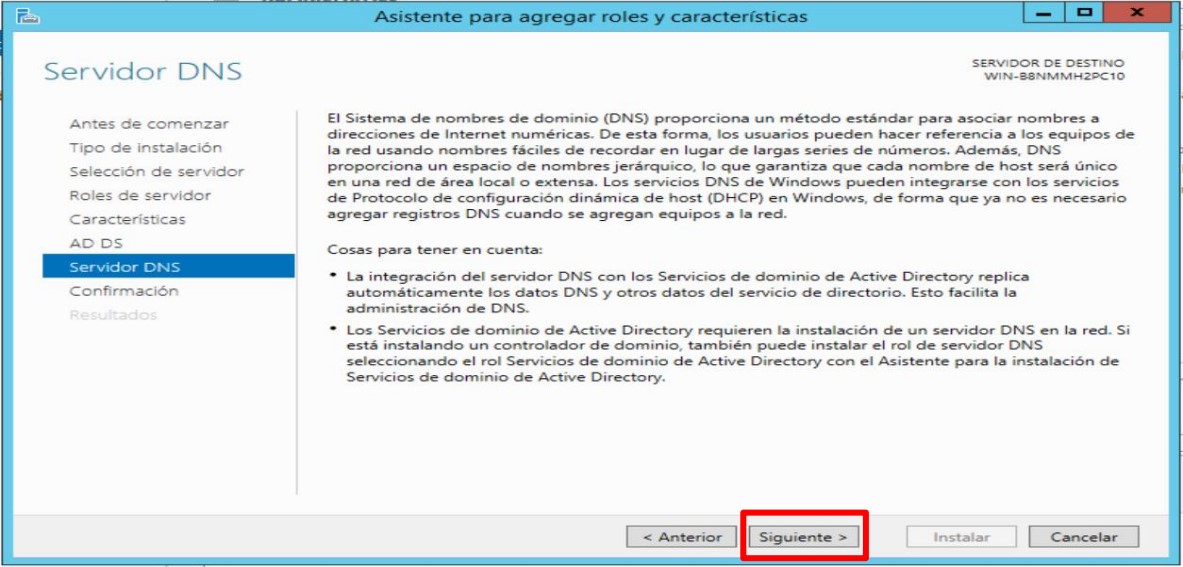 Asistente para agregar roles y características
Servidor DNS
SERVIDOR DE DESTINO
WIN-B8NMMH2PC10
Antes de comenzar
Tipo de instalación
Selección de servidor
Roles de servidor
Características
AD DS
Servidor DNS
Confirmación
Resultados
El Sistema de nombres de dominio (DNS) proporciona un método estándar para asociar nombres a
direcciones de Internet numéricas. De esta forma, los usuarios pueden hacer referencia a los equipos de
la red usando nombres fáciles de recordar en lugar de largas series de números. Además, DNS
proporciona un espacio de nombres jerárquico, lo que garantiza que cada nombre de host será único
en una red de área local o extensa. Los servicios DNS de Windows pueden integrarse con los servicios
de Protocolo de configuración dinámica de host (DHCP) en Windows, de forma que ya no es necesario
agregar registros DNS cuando se agregan equipos a la red.
Cosas para tener en cuenta:
• La integración del servidor DNS con los Servicios de dominio de Active Directory replica
automáticamente los datos DNS y otros datos del servicio de directorio. Esto facilita la
administración de DNS.
• Los Servicios de dominio de Active Directory requieren la instalación de un servidor DNS en la red. Si
está instalando un controlador de dominio, también puede instalar el rol de servidor DNS
seleccionando el rol Servicios de dominio de Active Directory con el Asistente para la instalación de
Servicios de dominio de Active Directory.
< Anterior
Siguiente >
Instalar
Cancelar